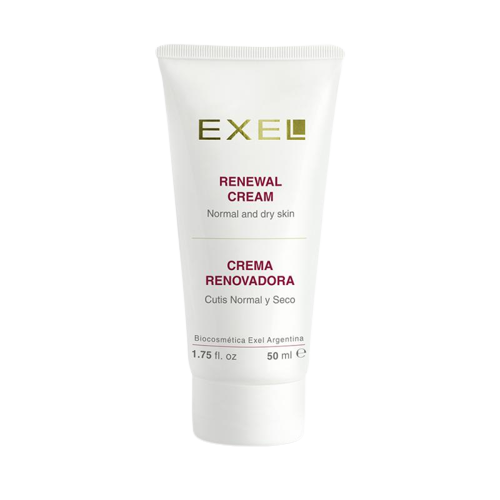 EXEL
RENEWAL
CREAM
Normal and dry skin
CREMA
RENOVADORA
Cutis Normal y Seco
Biocosmética Exel Argentina
1.75 fl. oz 50 ml ℮